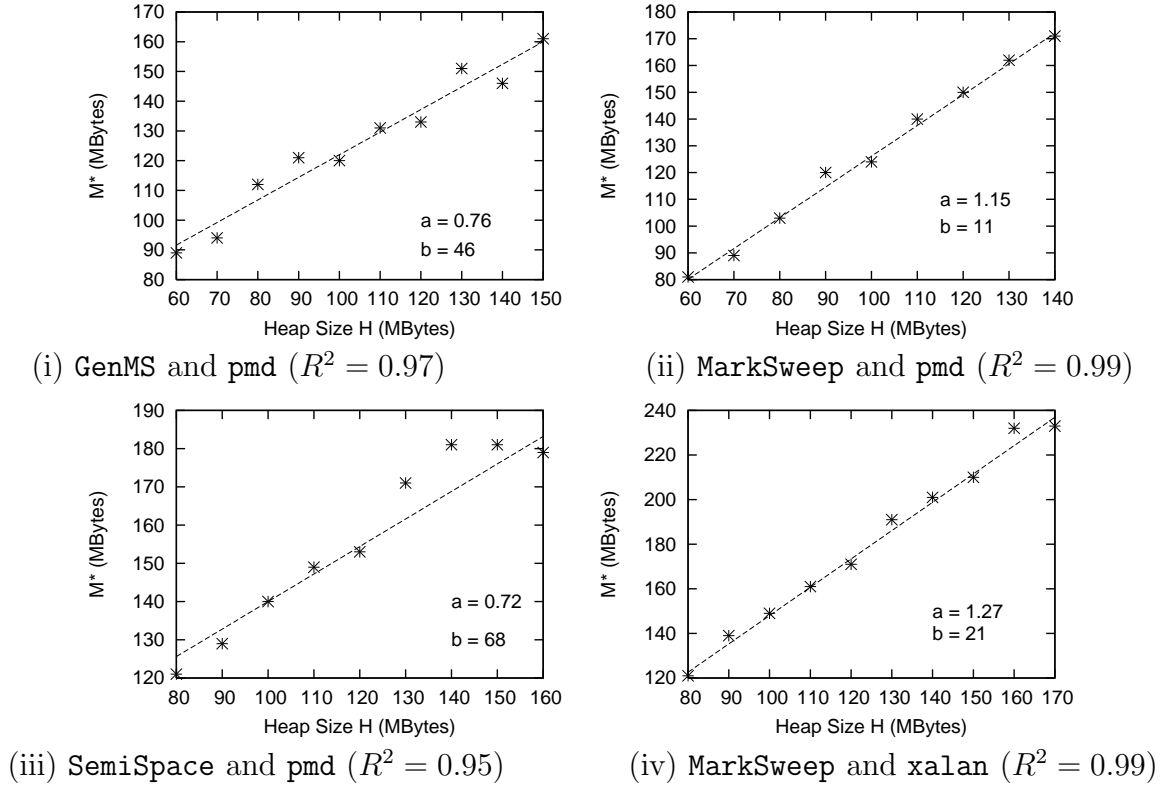 170
160
150
140
130
120
110
100
90
80
M* (MBytes)
a = 0.76
b = 46
60 70 80 90 100 110 120 130 140 150
Heap Size H (MBytes)
(i) GenMS and pmd (R² = 0.97)
180
170
160
150
140
130
120
110
100
90
80
M* (MBytes)
a = 1.15
b = 11
60 70 80 90 100 110 120 130 140
Heap Size H (MBytes)
(ii) MarkSweep and pmd (R² = 0.99)
190
180
170
160
150
140
130
120
M* (MBytes)
a = 0.72
b = 68
80 90 100 110 120 130 140 150 160
Heap Size H (MBytes)
(iii) SemiSpace and pmd (R² = 0.95)
240
220
200
180
160
140
120
M* (MBytes)
a = 1.27
b = 21
80 90 100 110 120 130 140 150 160 170
Heap Size H (MBytes)
(iv) MarkSweep and xalan (R² = 0.99)